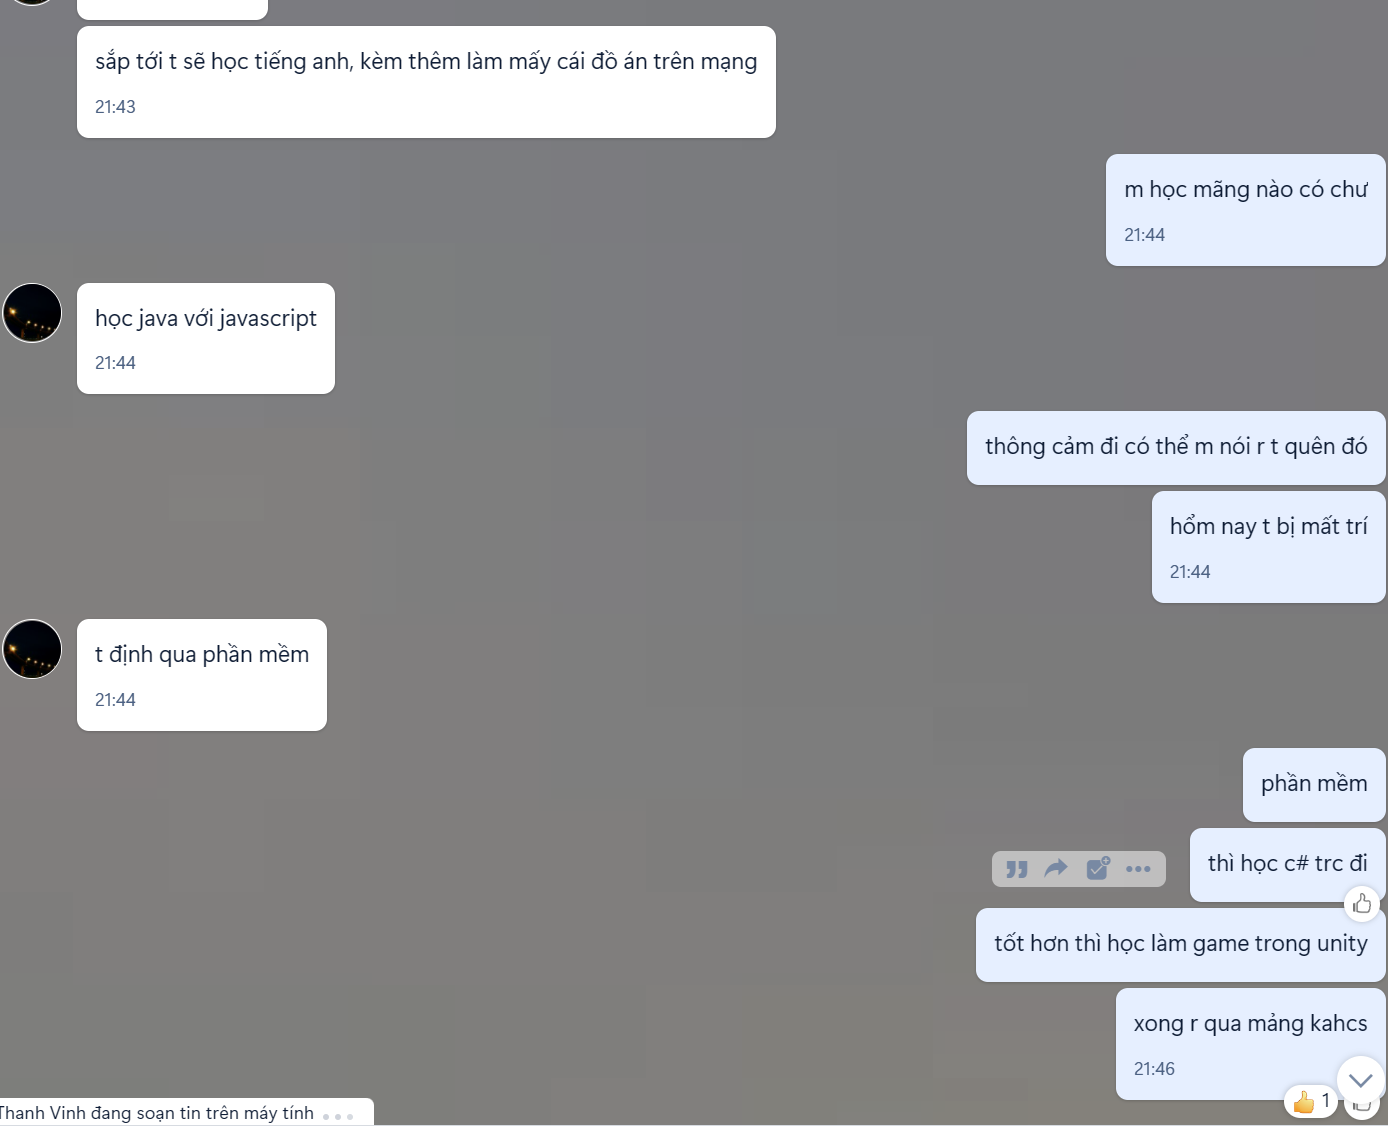 sắp tới t sẽ học tiếng anh, kèm thêm làm mấy cái đồ án trên mạng
21:43
m học mãng nào có chư
21:44
học java với javascript
21:44
thông cảm đi có thể m nói r t quên đó
hổm nay t bị mất trí
21:44
t định qua phần mềm
21:44
phần mềm
thì học c# trc đi
tốt hơn thì học làm game trong unity
xong r qua mảng kahcs
21:46
1
Thanh Vinh đang soạn tin trên máy tính